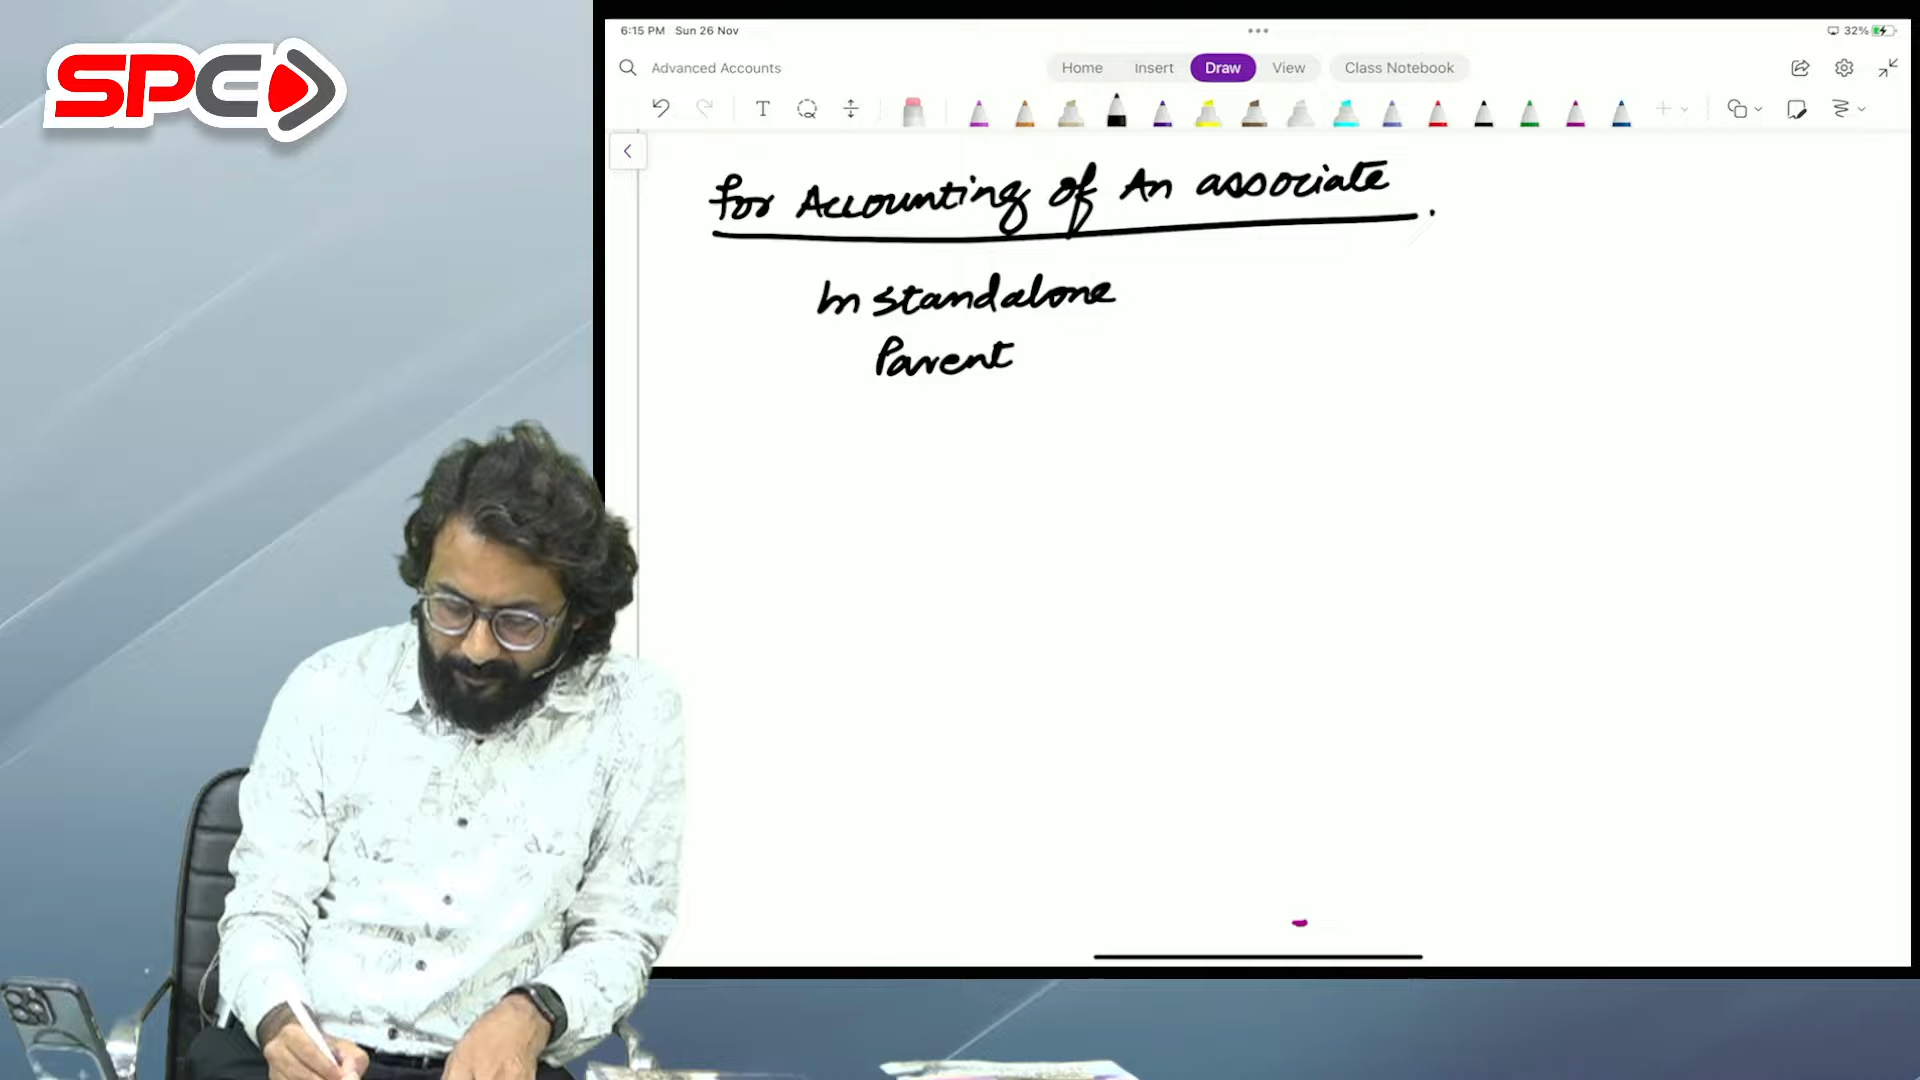 SPE
6:15 PM Sun 26 Nov
32%
Advanced Accounts
Home Insert Draw View Class Notebook
T
For Accounting of An associate.
In standalone
Parent